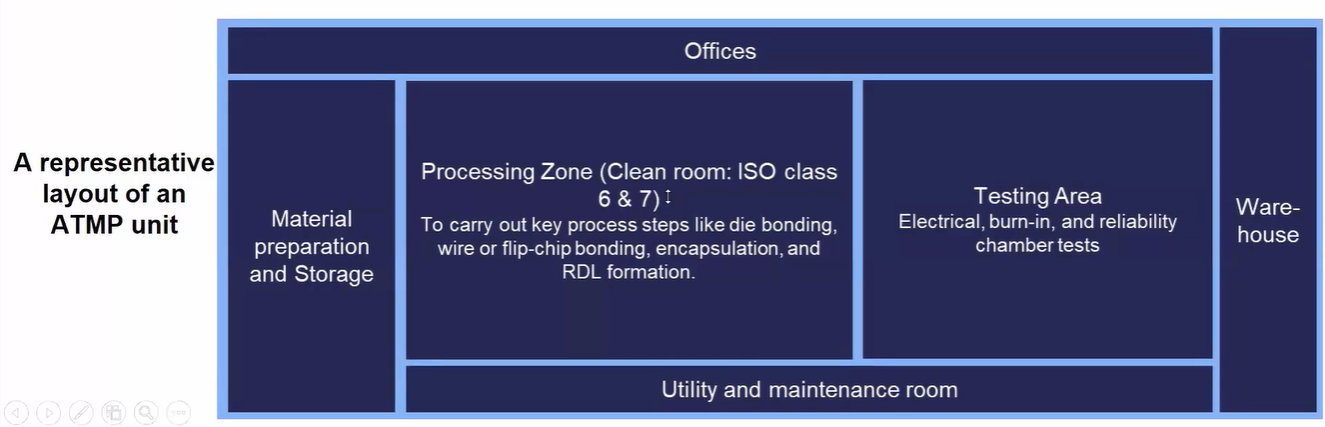 A representative
layout of an
ATMP unit
Offices
Material
preparation
and Storage
Processing Zone (Clean room: ISO class
6 & 7)
To carry out key process steps like die bonding,
wire or flip-chip bonding, encapsulation, and
RDL formation.
Testing Area
Electrical, burn-in, and reliability
chamber tests
Ware-
house
Utility and maintenance room